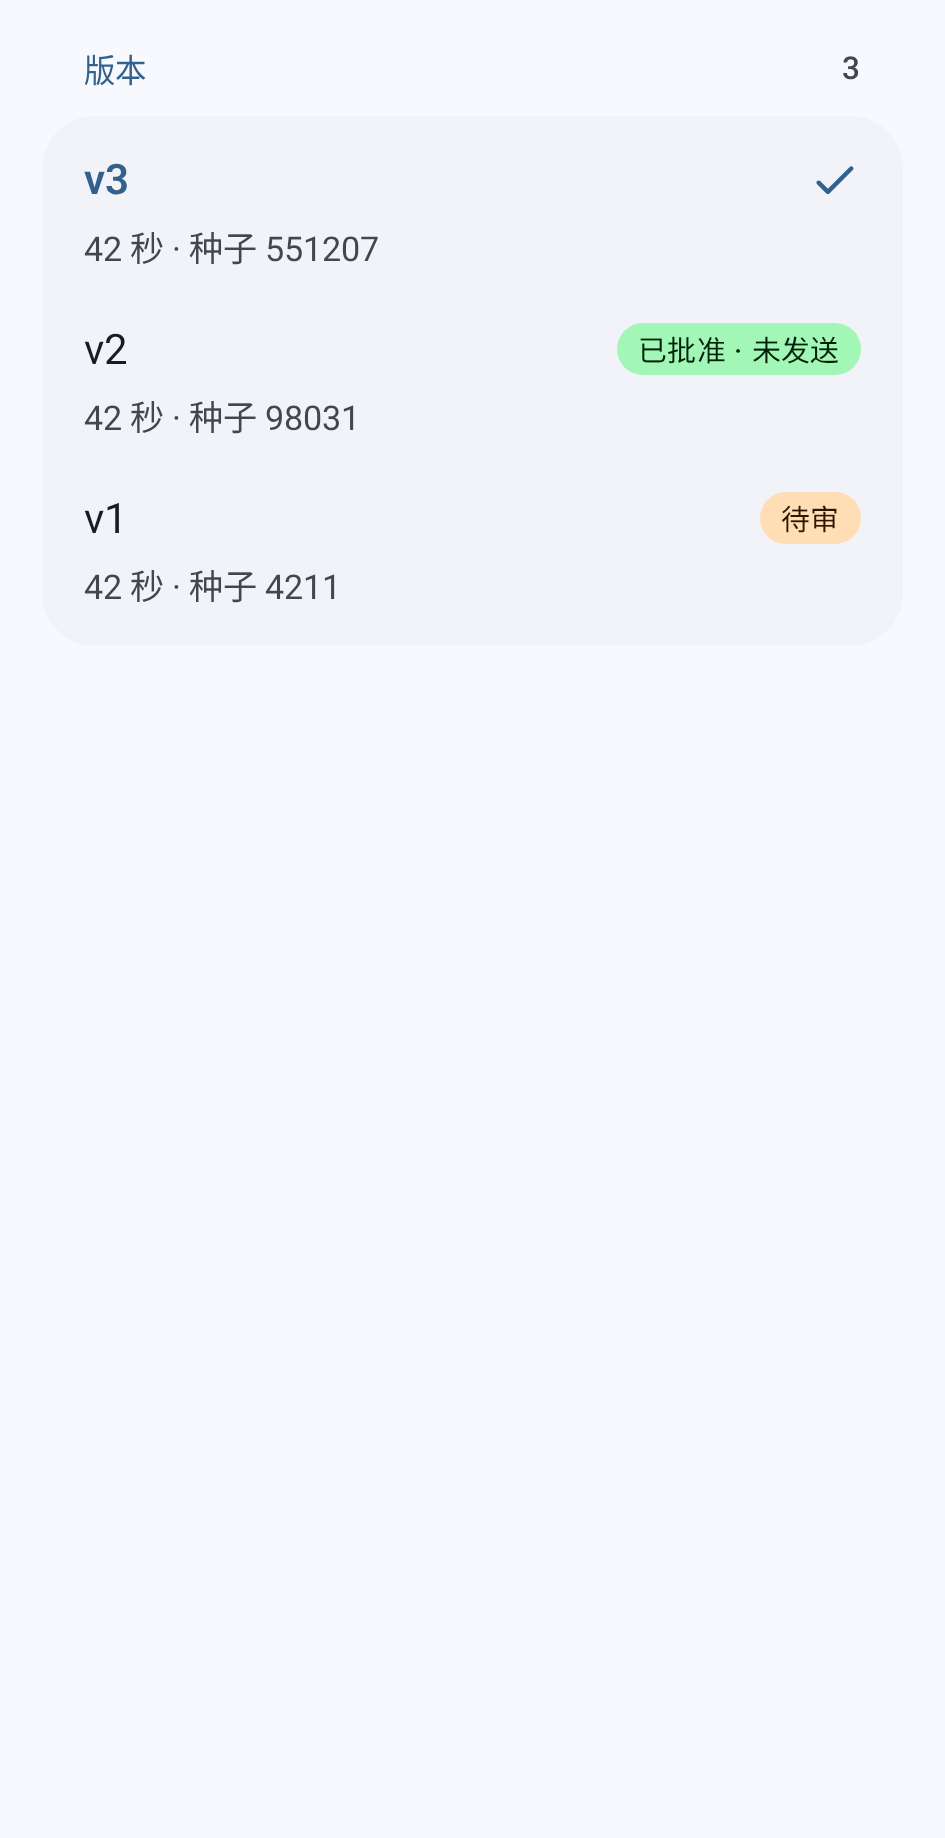 版本 3
v3
42 秒 · 种子 551207
v2 已批准 · 未发送
42 秒 · 种子 98031
v1 待审
42 秒 · 种子 4211